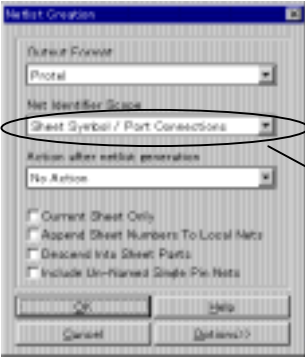 Netlist Creation
Output Format
Protel
Net Identifier Scope
Sheet Symbol / Port Connections
Action after netlist generation
No Action
Current Sheet Only
Append Sheet Numbers To Local Nets
Descend Into Sheet Parts
Include Un-Named Single Pin Nets
OK
Help
Cancel
Options>>